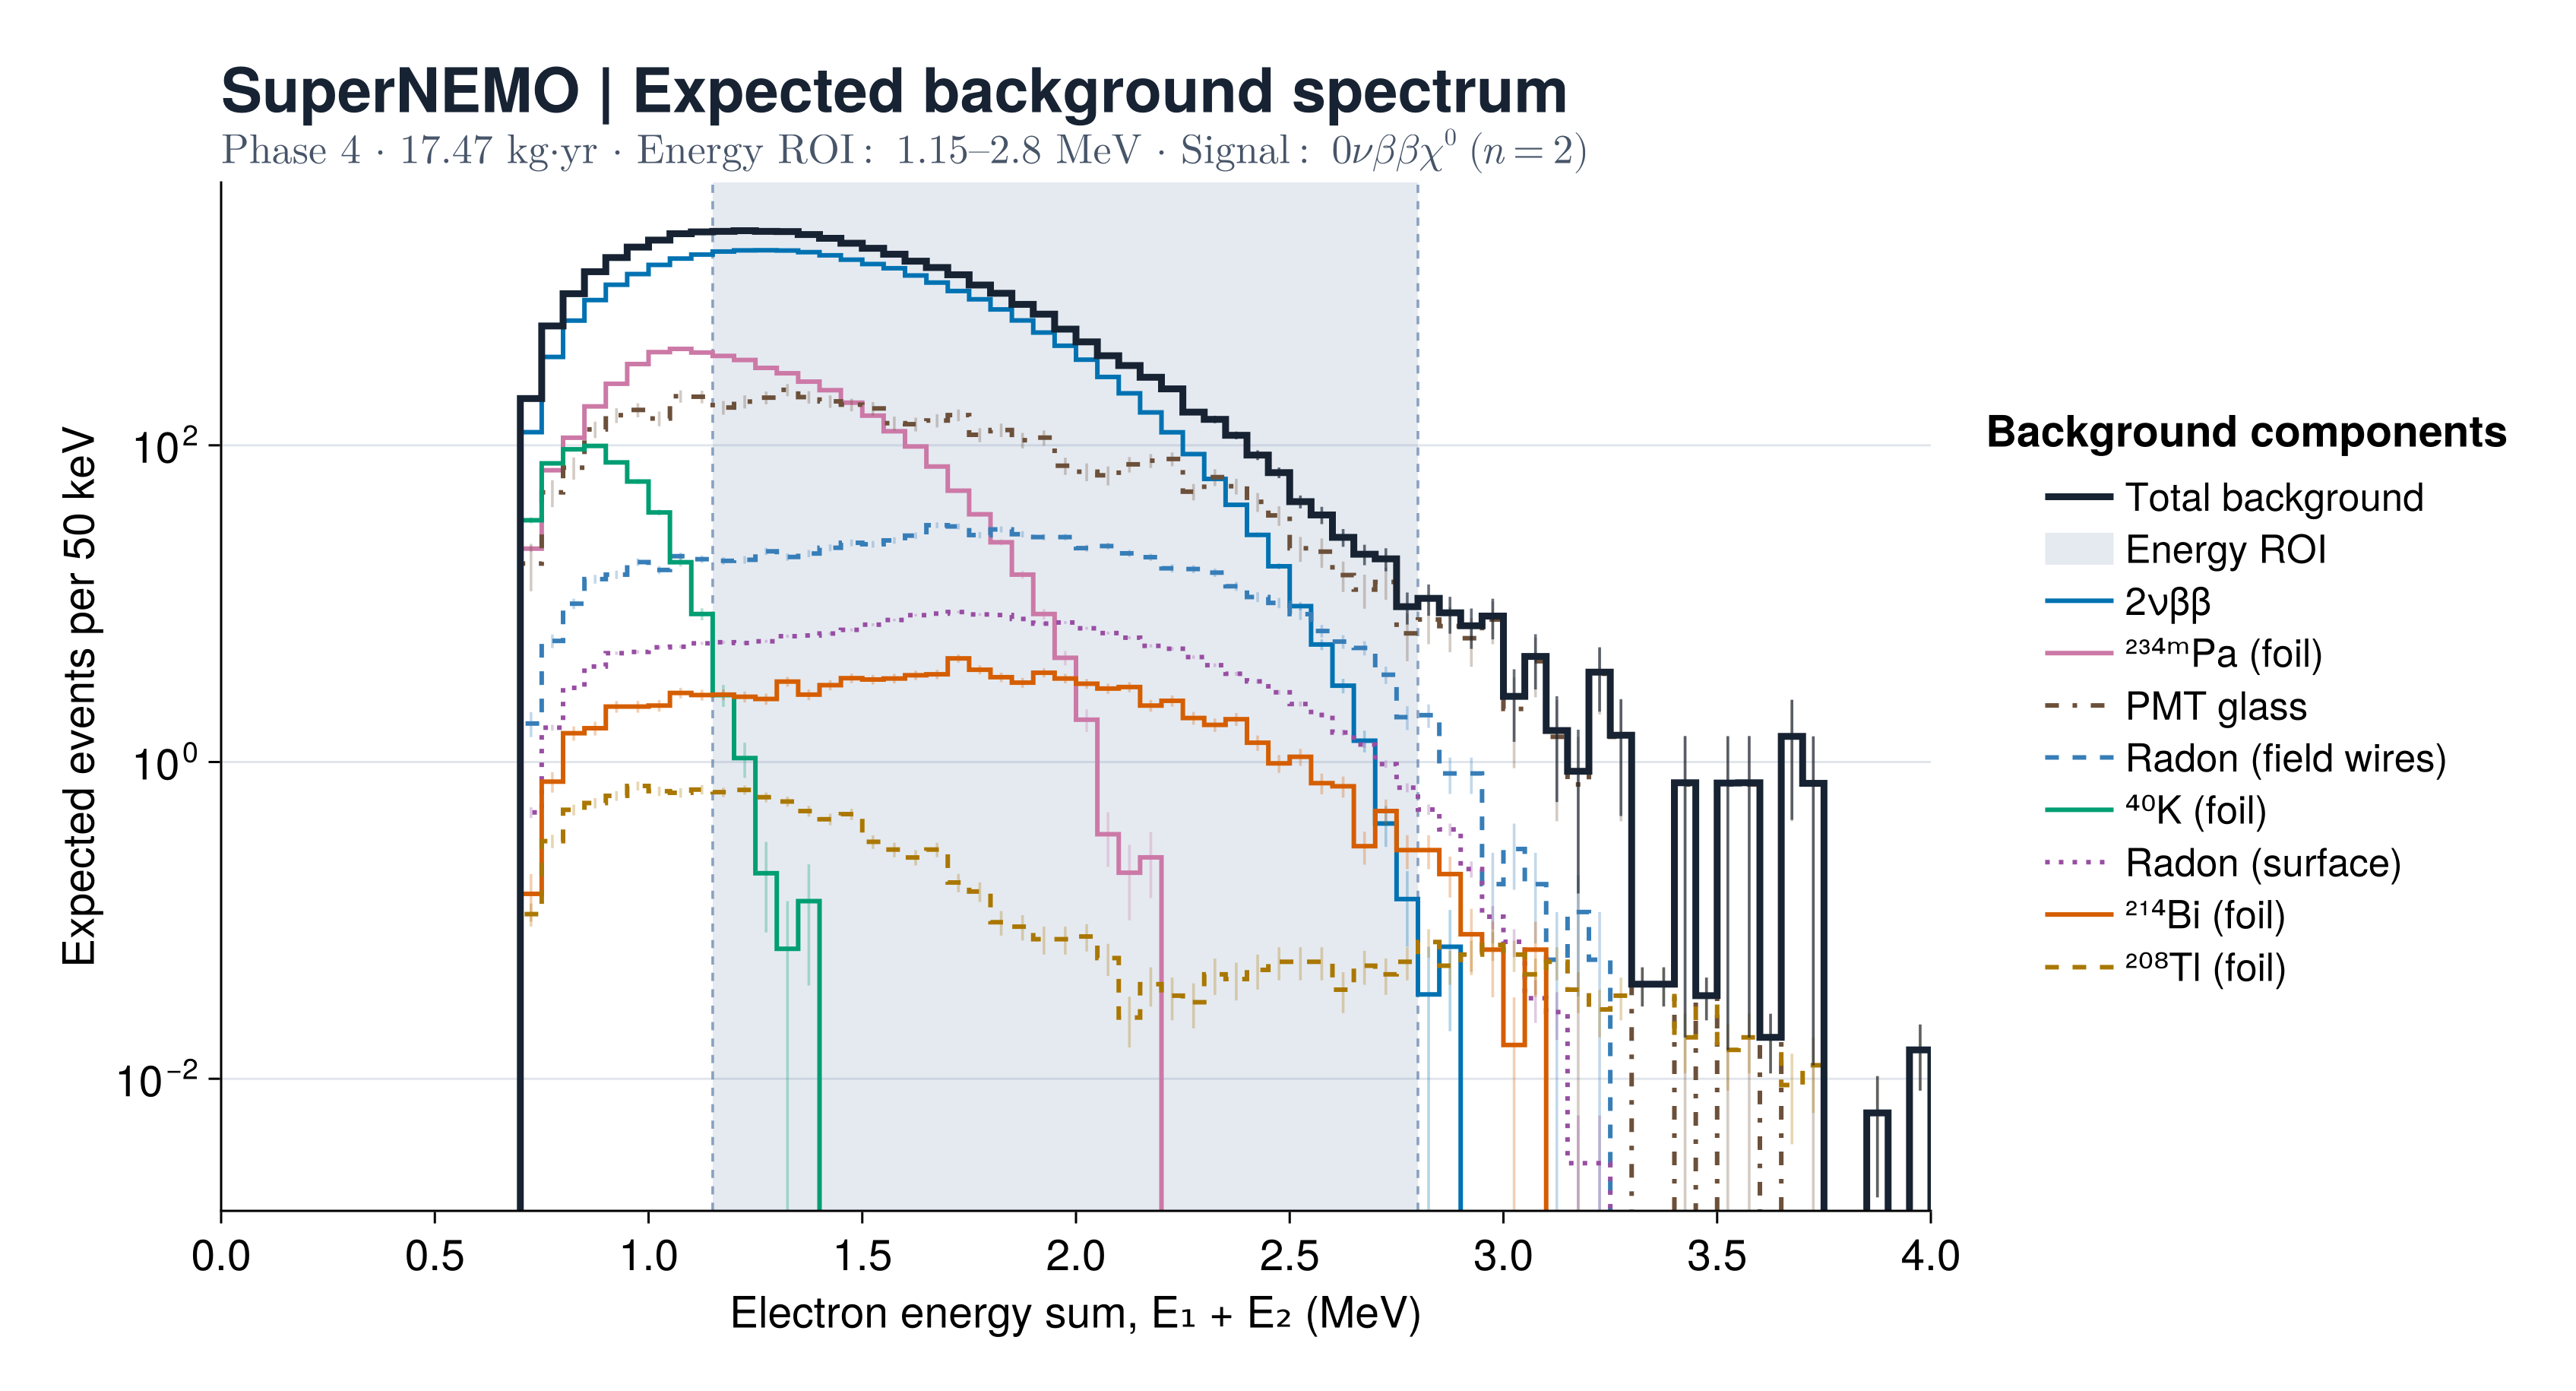 SuperNEMO | Expected background spectrum
Phase 4 · 17.47 kg·yr · Energy ROI: 1.15–2.8 MeV · Signal: 0νββχ⁰ (n = 2)
Expected events per 50 keV
10²
10⁰
10⁻²
0.0 0.5 1.0 1.5 2.0 2.5 3.0 3.5 4.0
Electron energy sum, E₁ + E₂ (MeV)
Background components
Total background
Energy ROI
2νββ
²³⁴ᵐPa (foil)
PMT glass
Radon (field wires)
⁴⁰K (foil)
Radon (surface)
²¹⁴Bi (foil)
²⁰⁸Tl (foil)